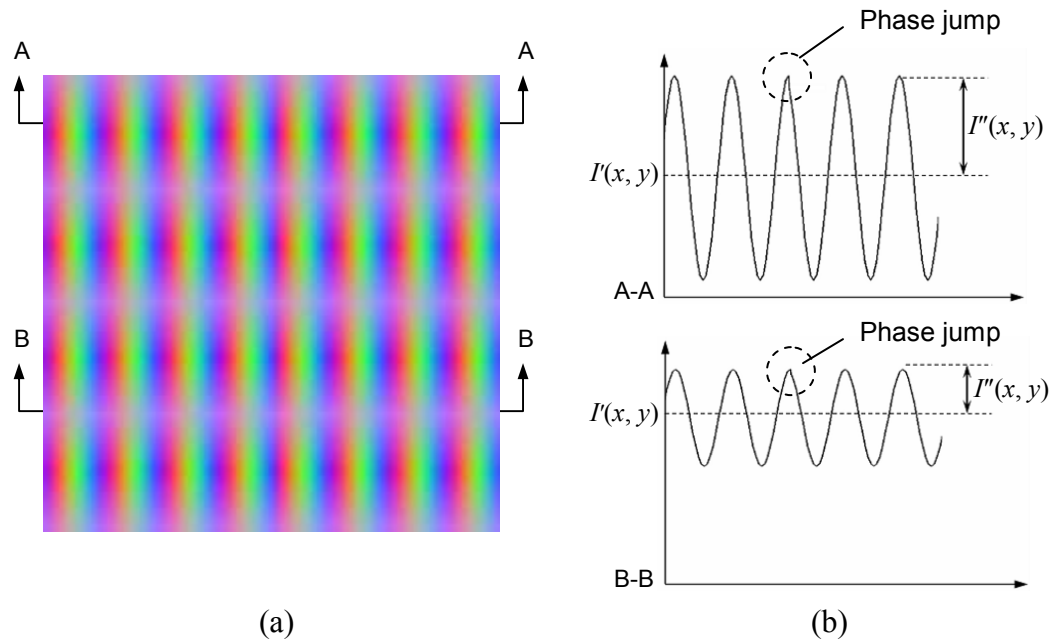 A
A
B
B
(a)
Phase jump
I″(x, y)
I′(x, y)
A-A
Phase jump
I″(x, y)
I′(x, y)
B-B
(b)